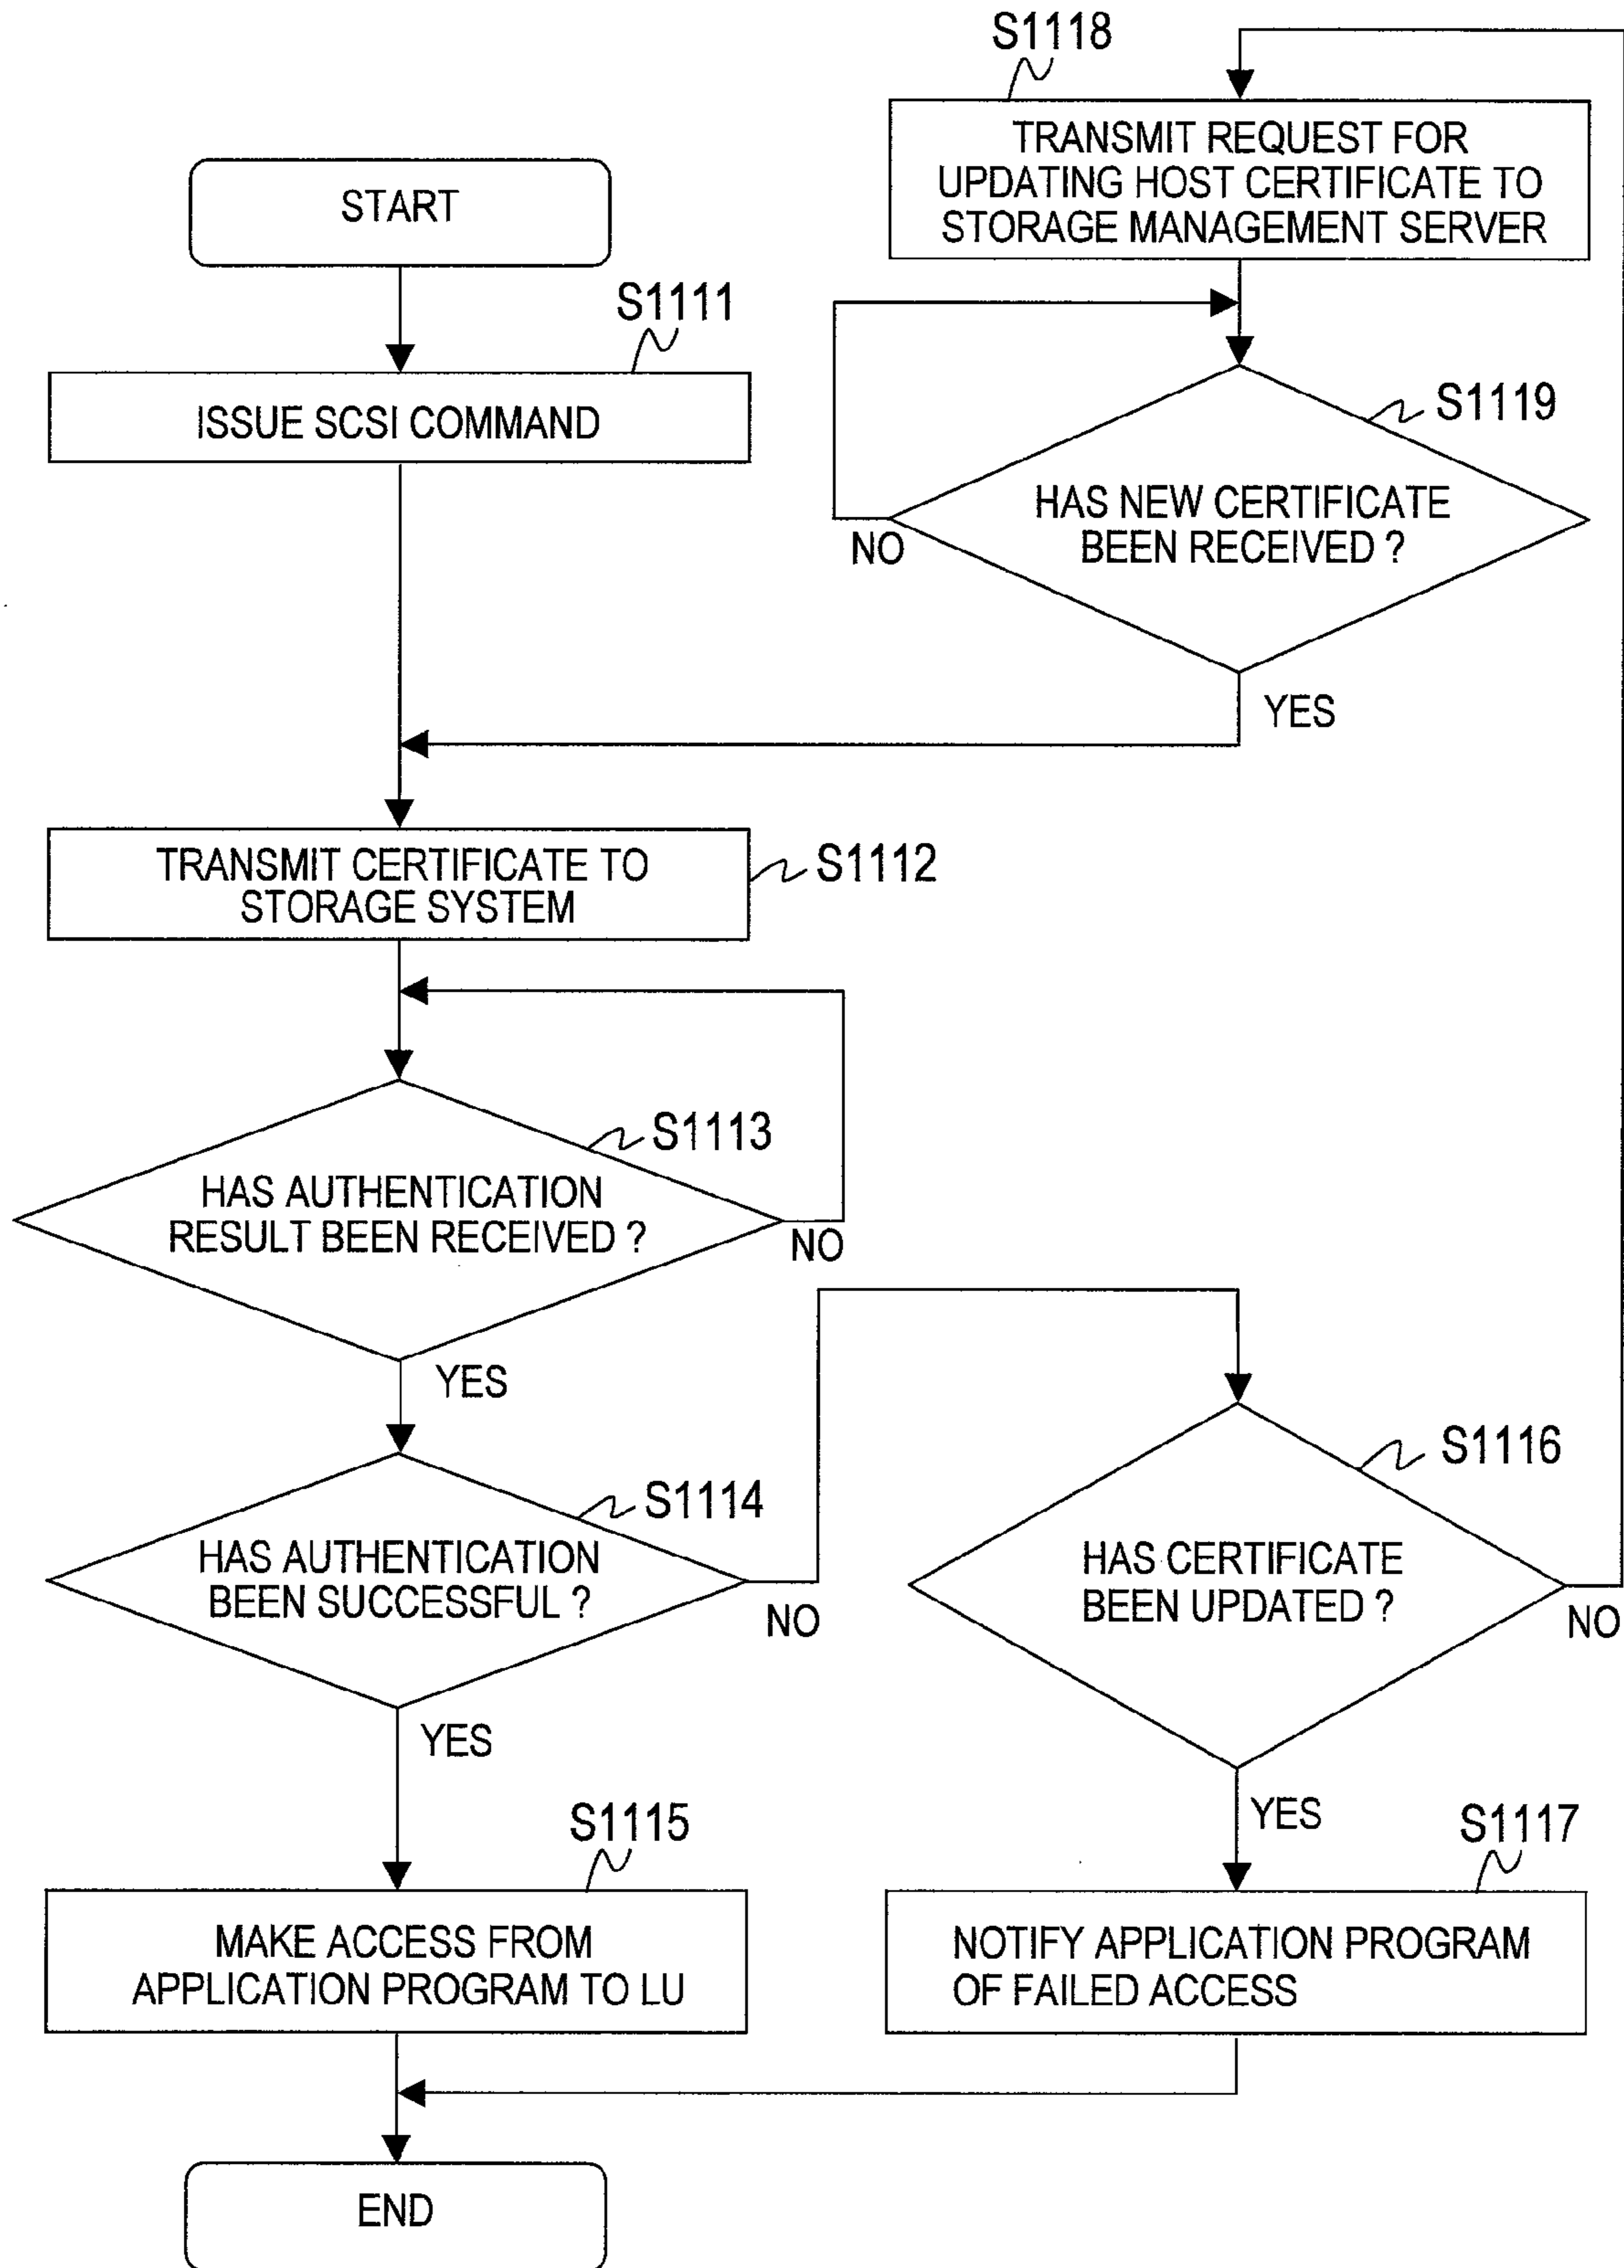 START
S1111
ISSUE SCSI COMMAND
S1118
TRANSMIT REQUEST FOR
UPDATING HOST CERTIFICATE TO
STORAGE MANAGEMENT SERVER
S1119
HAS NEW CERTIFICATE
BEEN RECEIVED ?
NO
YES
TRANSMIT CERTIFICATE TO
STORAGE SYSTEM
S1112
S1113
HAS AUTHENTICATION
RESULT BEEN RECEIVED ?
NO
YES
S1114
HAS AUTHENTICATION
BEEN SUCCESSFUL ?
NO
YES
S1116
HAS CERTIFICATE
BEEN UPDATED ?
NO
YES
S1115
MAKE ACCESS FROM
APPLICATION PROGRAM TO LU
S1117
NOTIFY APPLICATION PROGRAM
OF FAILED ACCESS
END